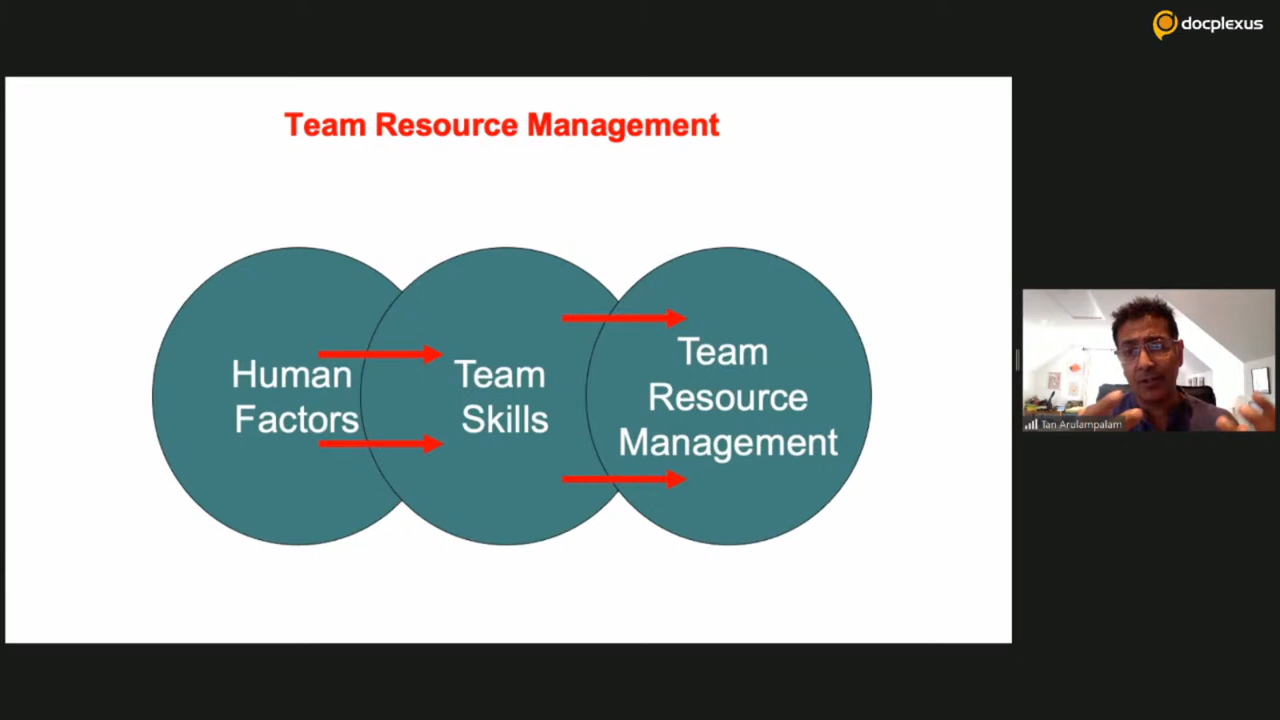 docplexus
Team Resource Management
Human
Factors
Team
Skills
Team
Resource
Management
Tan Arulampalam